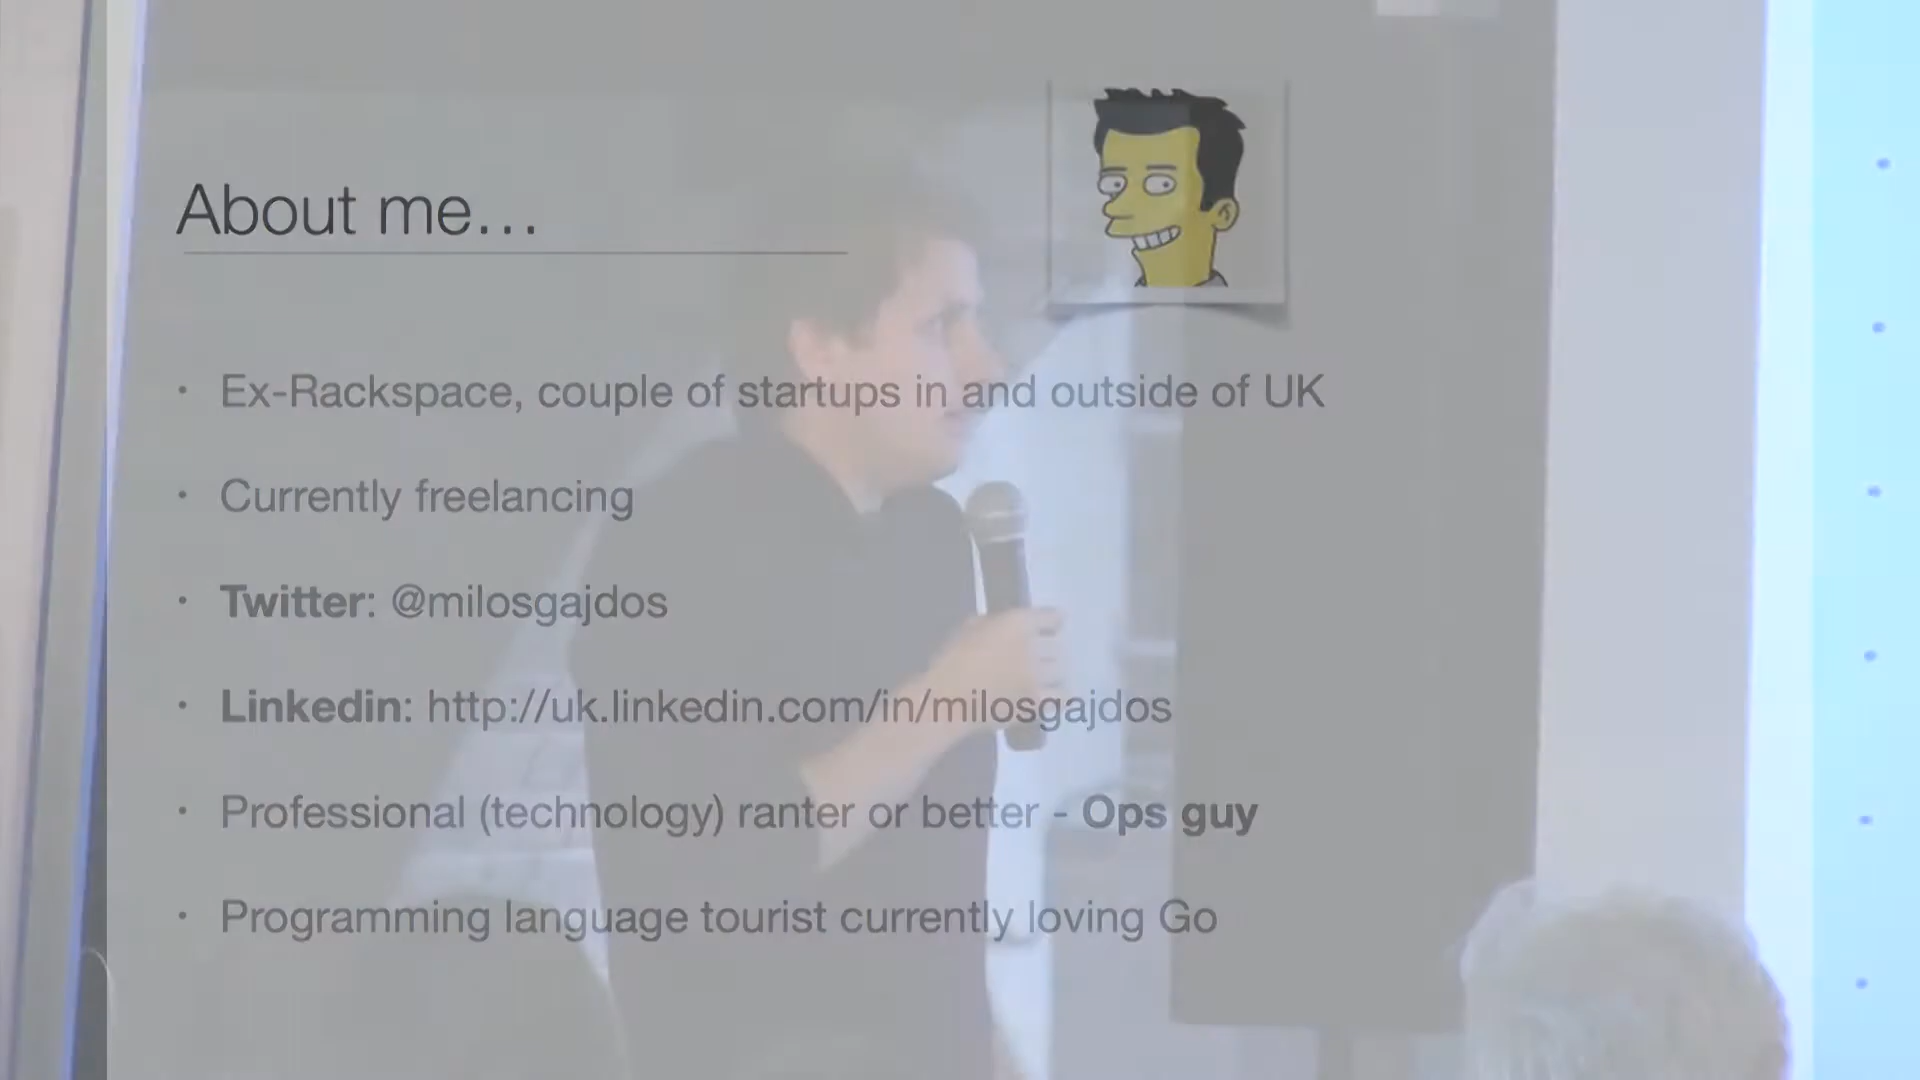 About me…
• Ex-Rackspace, couple of startups in and outside of UK
• Currently freelancing
• Twitter: @milosgajdos
• Linkedin: http://uk.linkedin.com/in/milosgajdos
• Professional (technology) ranter or better - Ops guy
• Programming language tourist currently loving Go